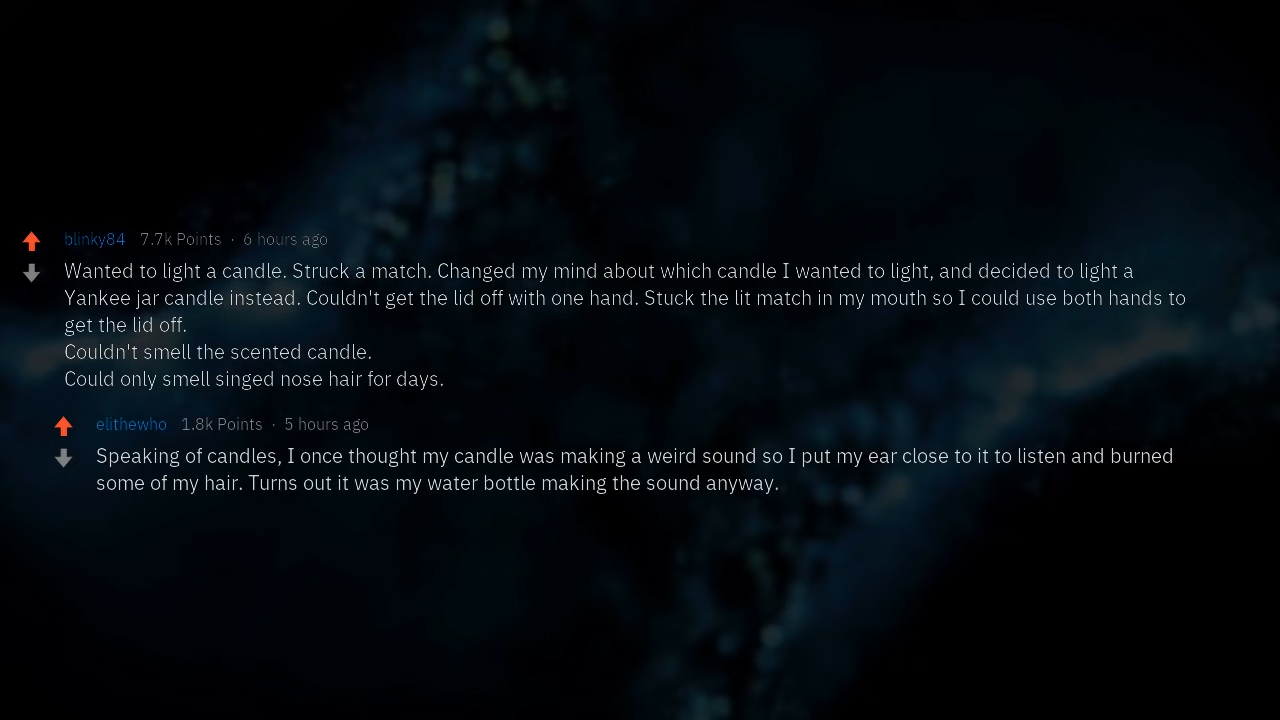 blinky84 7.7k Points · 6 hours ago
Wanted to light a candle. Struck a match. Changed my mind about which candle I wanted to light, and decided to light a
Yankee jar candle instead. Couldn't get the lid off with one hand. Stuck the lit match in my mouth so I could use both hands to
get the lid off.
Couldn't smell the scented candle.
Could only smell singed nose hair for days.
elithewho 1.8k Points · 5 hours ago
Speaking of candles, I once thought my candle was making a weird sound so I put my ear close to it to listen and burned
some of my hair. Turns out it was my water bottle making the sound anyway.